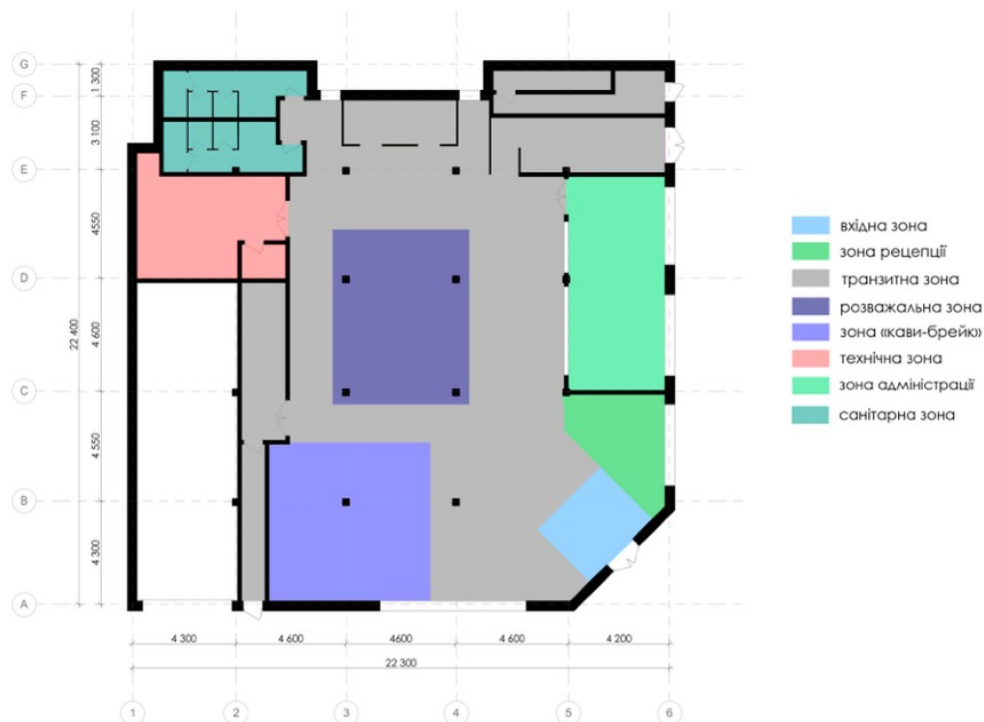 G
F
E
D
C
B
A
1 300
3 100
4550
4 600
4 550
4 300
22 400
вхідна зона
зона рецепції
транзитна зона
розважальна зона
зона «кави-брейк»
технічна зона
зона адміністрації
санітарна зона
4 300
4 600
4600
4 600
4 200
22 300
1
2
3
4
5
6